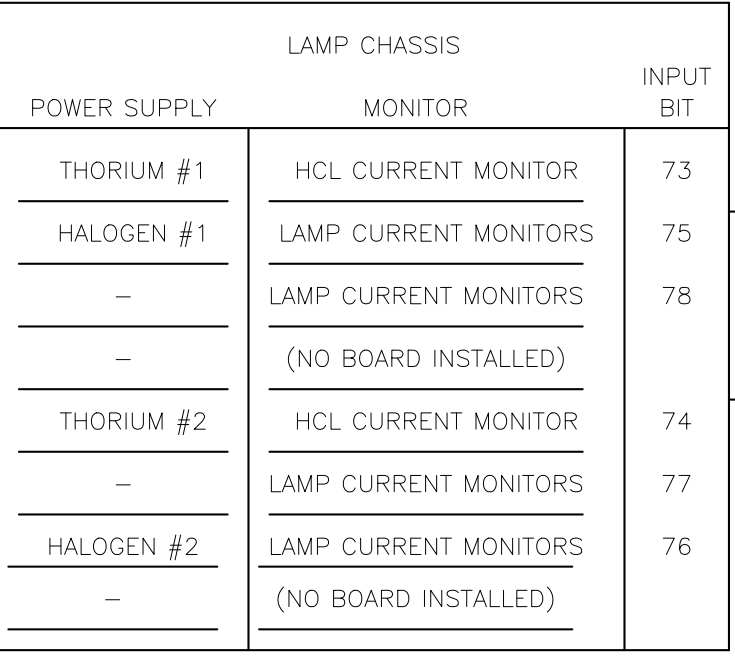 LAMP CHASSIS
POWER SUPPLY MONITOR INPUT BIT
THORIUM #1 HCL CURRENT MONITOR 73
HALOGEN #1 LAMP CURRENT MONITORS 75
– LAMP CURRENT MONITORS 78
– (NO BOARD INSTALLED)
THORIUM #2 HCL CURRENT MONITOR 74
– LAMP CURRENT MONITORS 77
HALOGEN #2 LAMP CURRENT MONITORS 76
– (NO BOARD INSTALLED)